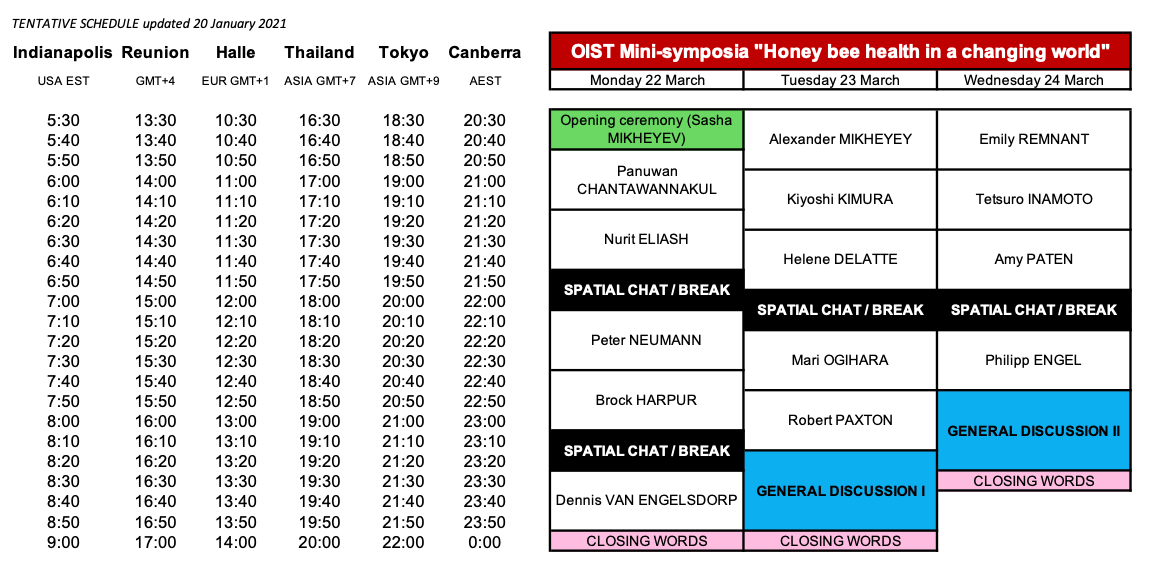 TENTATIVE SCHEDULE updated 20 January 2021
Indianapolis Reunion Halle Thailand Tokyo Canberra
USA EST GMT+4 EUR GMT+1 ASIA GMT+7 ASIA GMT+9 AEST
5:30 13:30 10:30 16:30 18:30 20:30
5:40 13:40 10:40 16:40 18:40 20:40
5:50 13:50 10:50 16:50 18:50 20:50
6:00 14:00 11:00 17:00 19:00 21:00
6:10 14:10 11:10 17:10 19:10 21:10
6:20 14:20 11:20 17:20 19:20 21:20
6:30 14:30 11:30 17:30 19:30 21:30
6:40 14:40 11:40 17:40 19:40 21:40
6:50 14:50 11:50 17:50 19:50 21:50
7:00 15:00 12:00 18:00 20:00 22:00
7:10 15:10 12:10 18:10 20:10 22:10
7:20 15:20 12:20 18:20 20:20 22:20
7:30 15:30 12:30 18:30 20:30 22:30
7:40 15:40 12:40 18:40 20:40 22:40
7:50 15:50 12:50 18:50 20:50 22:50
8:00 16:00 13:00 19:00 21:00 23:00
8:10 16:10 13:10 19:10 21:10 23:10
8:20 16:20 13:20 19:20 21:20 23:20
8:30 16:30 13:30 19:30 21:30 23:30
8:40 16:40 13:40 19:40 21:40 23:40
8:50 16:50 13:50 19:50 21:50 23:50
9:00 17:00 14:00 20:00 22:00 0:00
OIST Mini-symposia "Honey bee health in a changing world"
Monday 22 March
Opening ceremony (Sasha
MIKHEYEV)
Panuwan
CHANTAWANNAKUL
Nurit ELIASH
SPATIAL CHAT / BREAK
Peter NEUMANN
Brock HARPUR
SPATIAL CHAT / BREAK
Dennis VAN ENGELSDORP
CLOSING WORDS
Tuesday 23 March
Alexander MIKHEYEY
Kiyoshi KIMURA
Helene DELATTE
SPATIAL CHAT / BREAK
Mari OGIHARA
Robert PAXTON
GENERAL DISCUSSION I
CLOSING WORDS
Wednesday 24 March
Emily REMNANT
Tetsuro INAMOTO
Amy PATEN
SPATIAL CHAT / BREAK
Philipp ENGEL
GENERAL DISCUSSION II
CLOSING WORDS